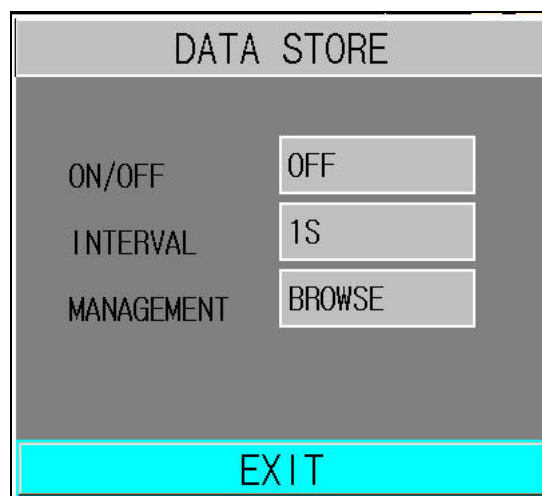 DATA STORE
ON/OFF OFF
INTERVAL 1S
MANAGEMENT BROWSE
EXIT